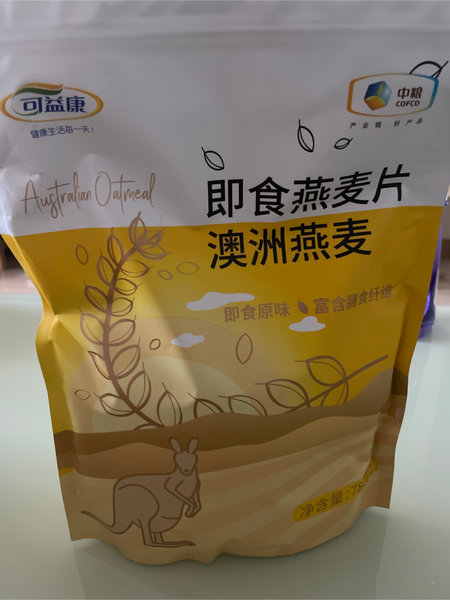 可益康
健康生活每一天!
中粮
COFCO
产业链 好产品
Australian Oatmeal
即食燕麦片
澳洲燕麦
即食原味 富含膳食纤维
净含量: